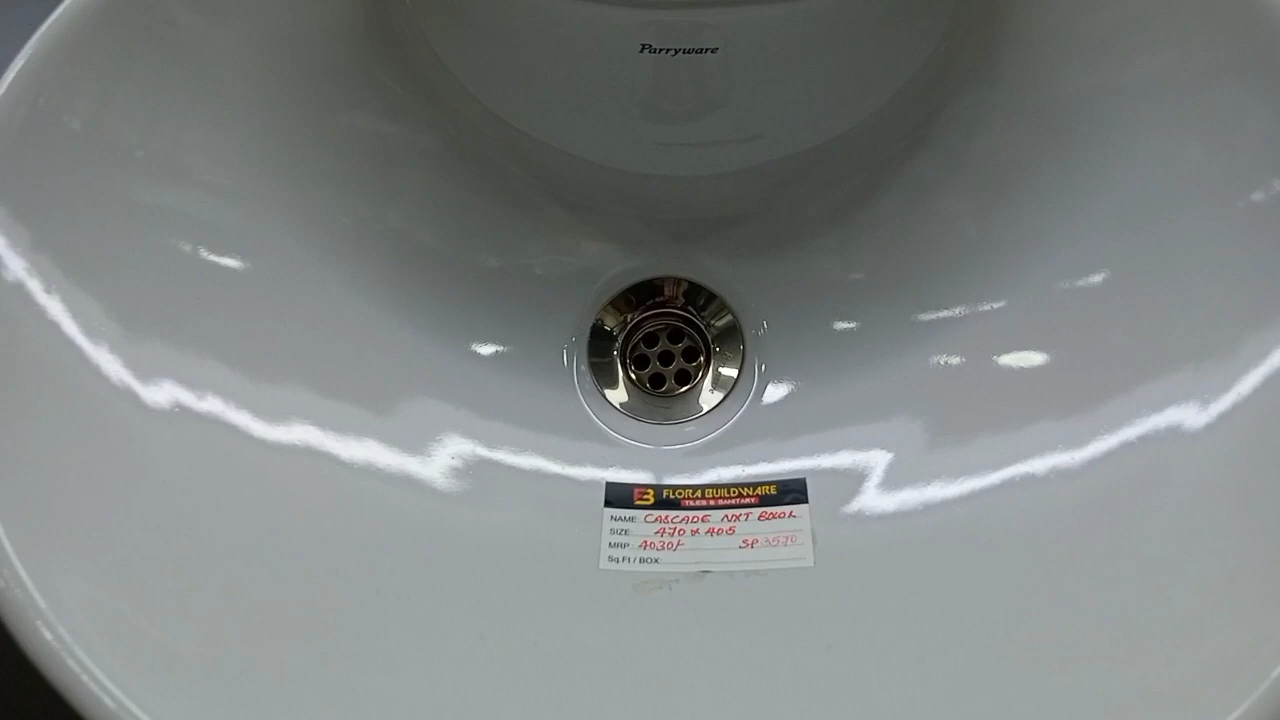 Parryware
FLORA BUILDWARE
TILES & SANITARY
NAME: CASCADE NXT BOWL
SIZE: 470 x 405
MRP: 4030/- SP 3570
Sq.Ft / BOX